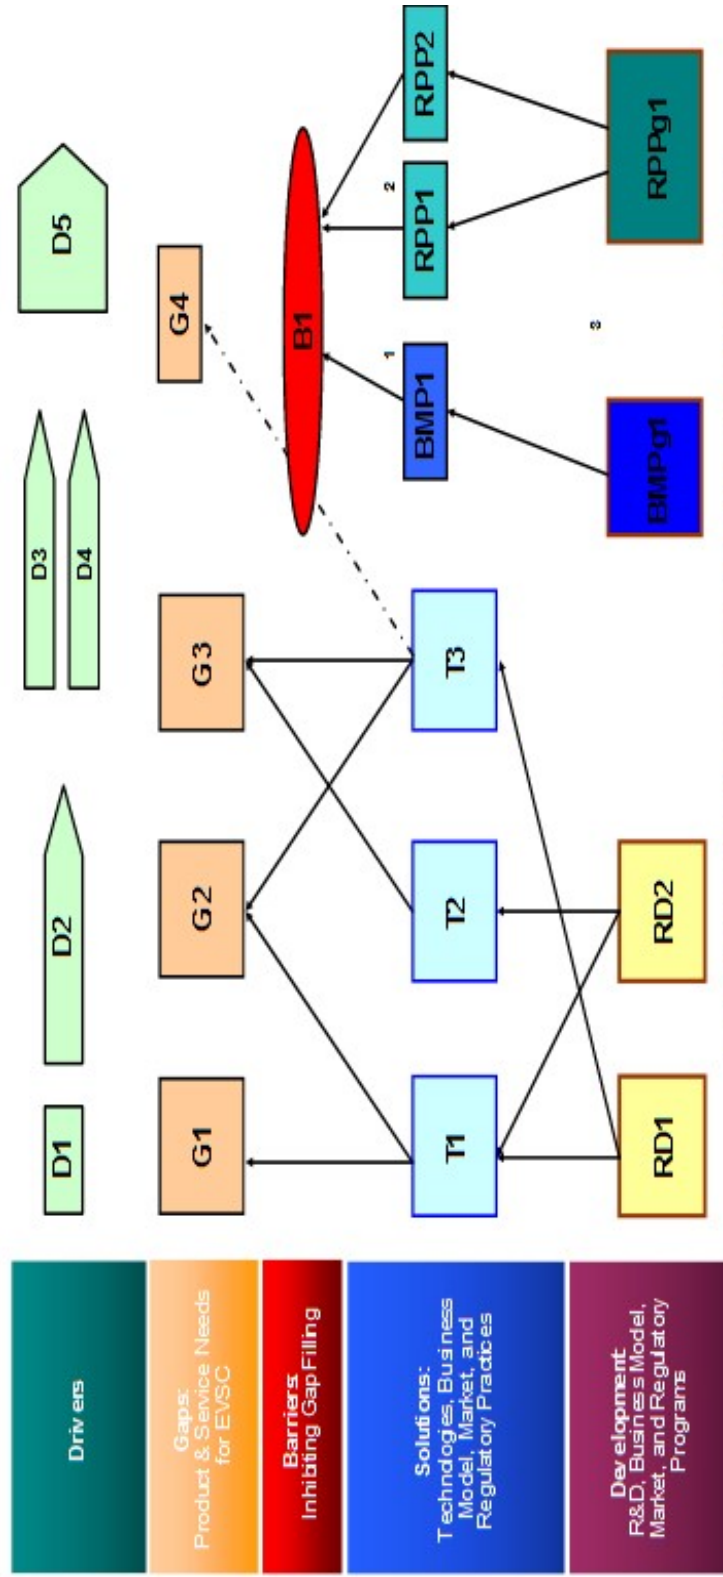 Drivers
D1
D2
D3
D4
D5
Gaps:
Product & Service Needs
for EVSC
G1
G2
G3
G4
Barriers:
Inhibiting Gap Filling
B1
Solutions:
Technologies, Business
Model, Market, and
Regulatory Practices
T1
T2
T3
BMP1
1
RPP1
2
RPP2
Development:
R&D, Business Model,
Market, and Regulatory
Programs
RD1
RD2
BMPg1
3
RPPg1